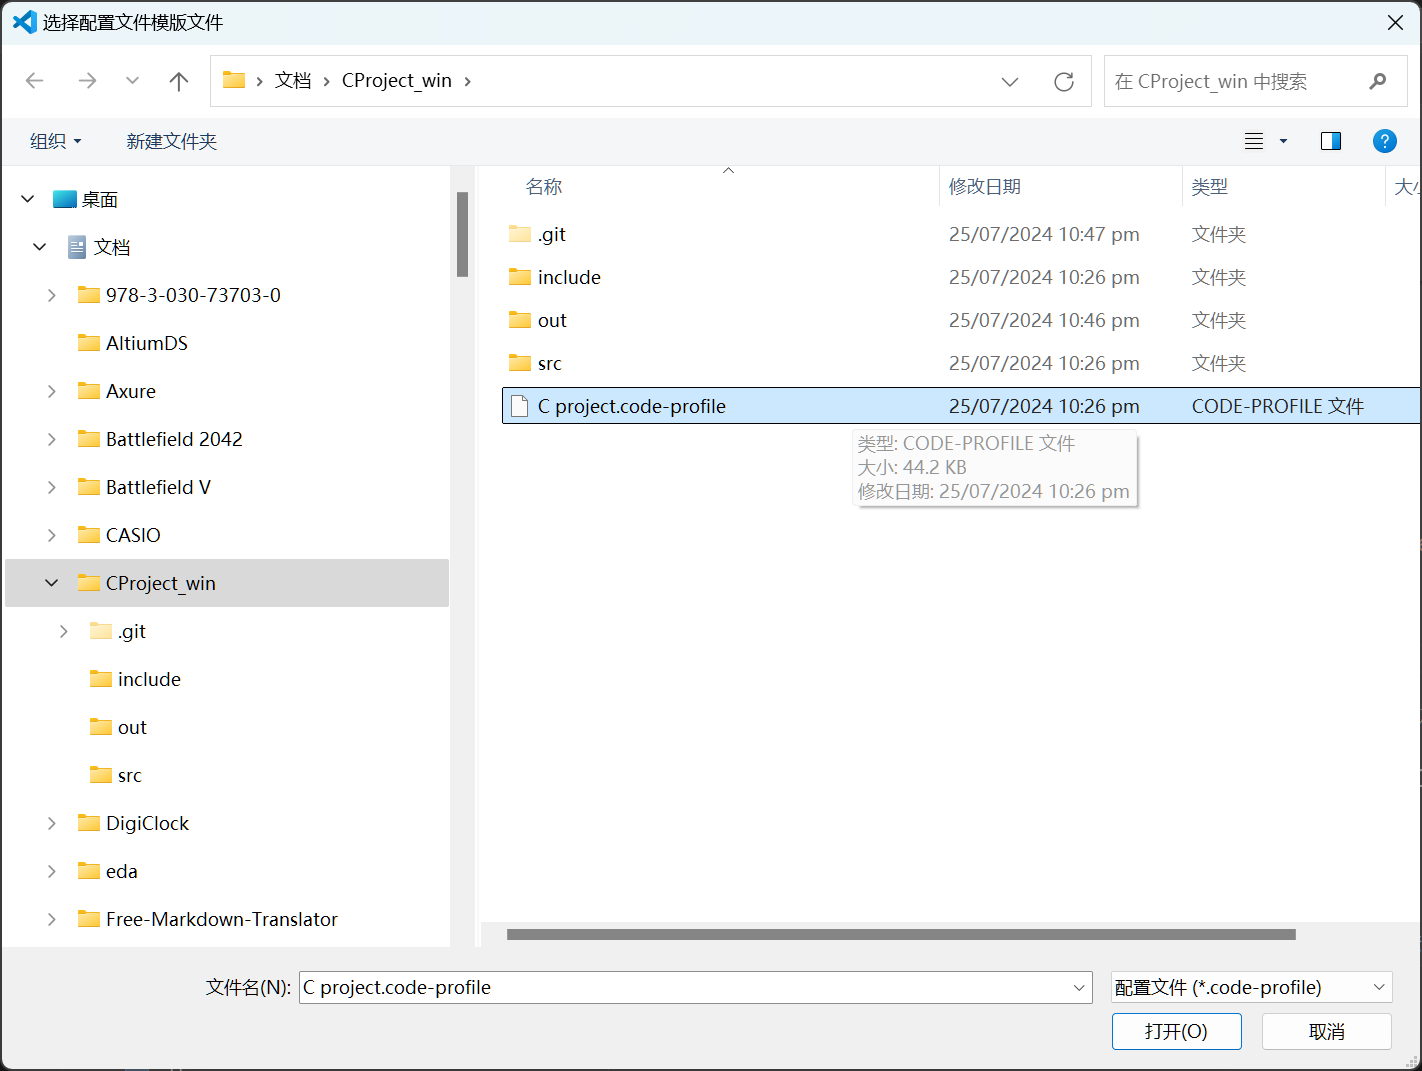 选择配置文件模版文件
文档 CProject_win
在 CProject_win 中搜索
组织 新建文件夹
?
桌面
文档
978-3-030-73703-0
AltiumDS
Axure
Battlefield 2042
Battlefield V
CASIO
CProject_win
.git
include
out
src
DigiClock
eda
Free-Markdown-Translator
名称 修改日期 类型 大小
.git 25/07/2024 10:47 pm 文件夹
include 25/07/2024 10:26 pm 文件夹
out 25/07/2024 10:46 pm 文件夹
src 25/07/2024 10:26 pm 文件夹
C project.code-profile 25/07/2024 10:26 pm CODE-PROFILE 文件
类型: CODE-PROFILE 文件
大小: 44.2 KB
修改日期: 25/07/2024 10:26 pm
文件名(N): C project.code-profile 配置文件 (*.code-profile)
打开(O) 取消